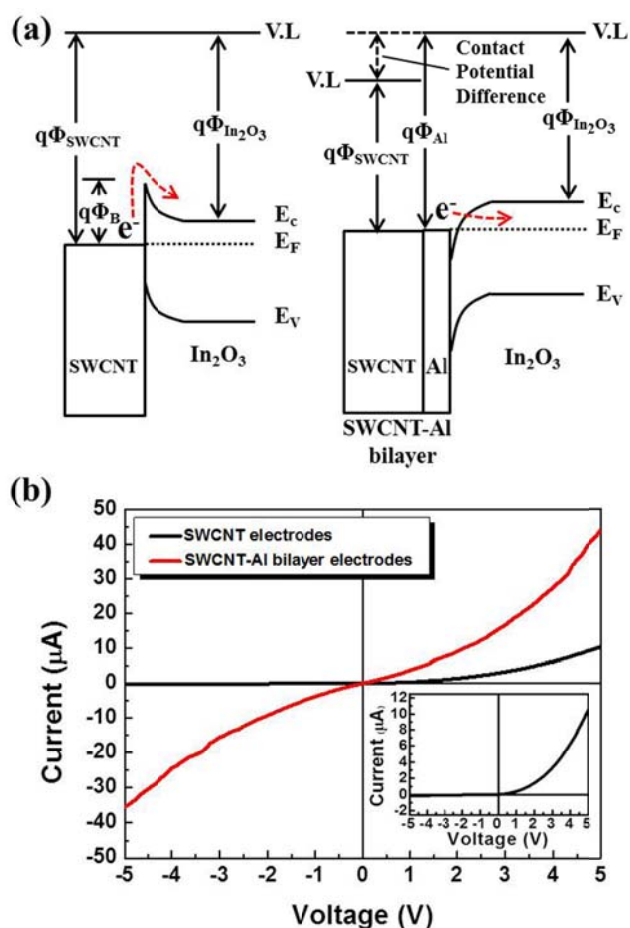 (a)
V.L
V.L
Contact
Potential
Difference
V.L
qΦSWCNT
qΦIn2O3
qΦSWCNT
qΦAl
qΦIn2O3
qΦB
e-
Ec
EF
EV
e-
Ec
EF
EV
SWCNT
In2O3
SWCNT
Al
In2O3
SWCNT-Al
bilayer
(b)
SWCNT electrodes
SWCNT-Al bilayer electrodes
Current (μA)
50
40
30
20
10
0
-10
-20
-30
-40
-50
-5 -4 -3 -2 -1 0 1 2 3 4 5
Voltage (V)
Current (μA)
12
10
8
6
4
2
0
-2
-5 -4 -3 -2 -1 0 1 2 3 4 5
Voltage (V)